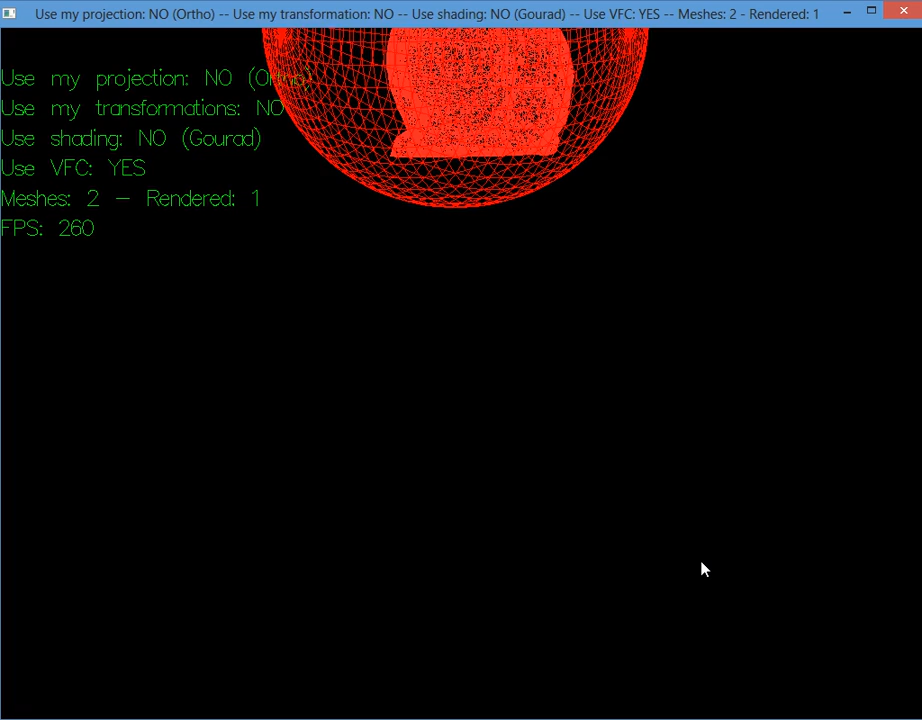 Use my projection: NO (Ortho) -- Use my transformation: NO -- Use shading: NO (Gourad) -- Use VFC: YES -- Meshes: 2 - Rendered: 1
Use my projection: NO (Ortho)
Use my transformations: NO
Use shading: NO (Gourad)
Use VFC: YES
Meshes: 2 - Rendered: 1
FPS: 260